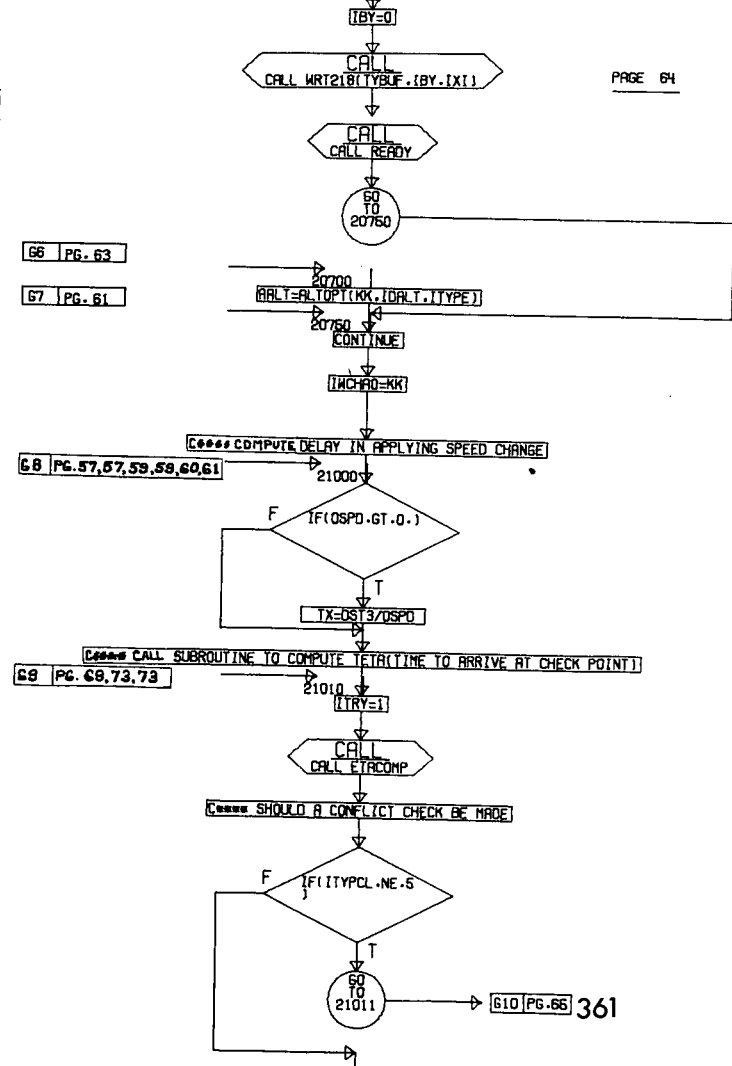 IBY=0
CALL
CALL WRT218(TYBUF.IBY.IXI)
PAGE 64
CALL
CALL READY
GO
TO
20750
G6 PG. 63
20700
G7 PG. 61
AALT=ALTOPT(KK.IDALT.ITYPE)
20750
CONTINUE
IWCHAO=KK
C**** COMPUTE DELAY IN APPLYING SPEED CHANGE
G8 PG.57,57,59,59,60,61
21000
F
IF(OSPD.GT.0.)
T
TX=DST3/OSPD
C**** CALL SUBROUTINE TO COMPUTE TETA(TIME TO ARRIVE AT CHECK POINT)
G9 PG. 69,73,73
21010
ITRY=1
CALL
CALL ETACOMP
C**** SHOULD A CONFLICT CHECK BE MADE
F
IF(ITYPCL.NE.5
)
T
GO
TO
21011
G10 PG.65 361